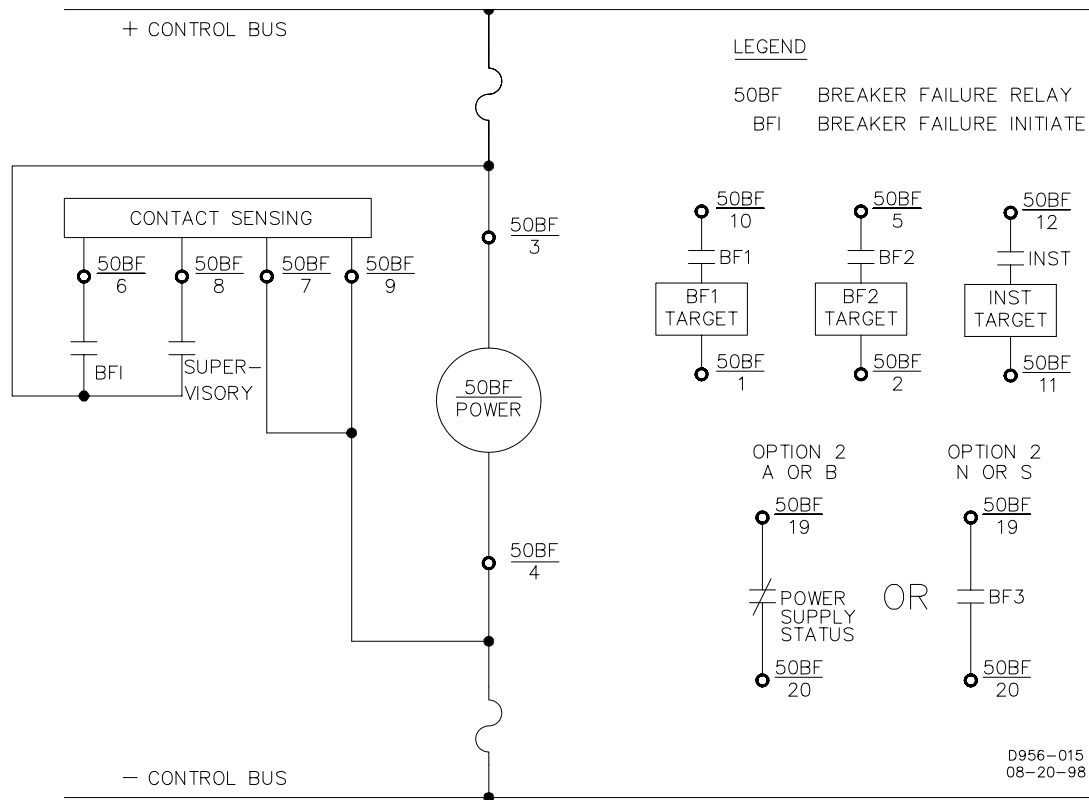 + CONTROL BUS
LEGEND
50BF BREAKER FAILURE RELAY
BFI BREAKER FAILURE INITIATE
CONTACT SENSING
50BF
6
50BF
8
50BF
7
50BF
9
BFI
SUPER-
VISORY
50BF
3
50BF
POWER
50BF
4
50BF
10
BF1
BF1
TARGET
50BF
1
50BF
5
BF2
BF2
TARGET
50BF
2
50BF
12
INST
INST
TARGET
50BF
11
OPTION 2
A OR B
50BF
19
POWER
SUPPLY
STATUS
50BF
20
OR
OPTION 2
N OR S
50BF
19
BF3
50BF
20
− CONTROL BUS
D956-015
08-20-98